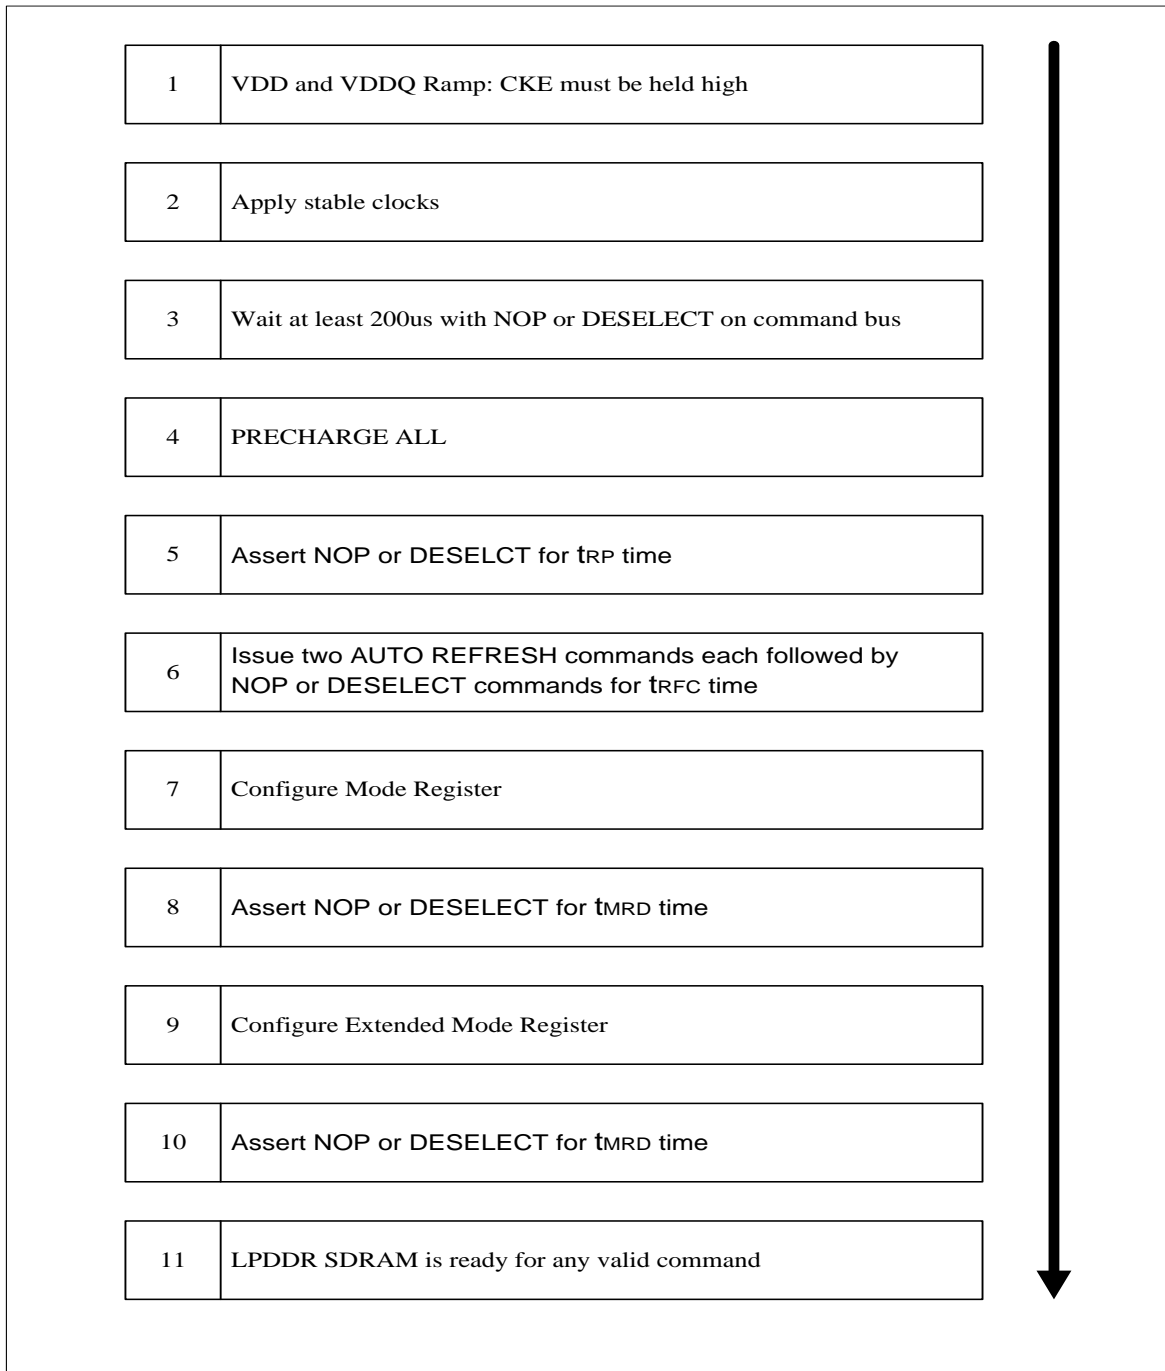 1 VDD and VDDQ Ramp: CKE must be held high
2 Apply stable clocks
3 Wait at least 200us with NOP or DESELECT on command bus
4 PRECHARGE ALL
5 Assert NOP or DESELCT for tRP time
6 Issue two AUTO REFRESH commands each followed by
NOP or DESELECT commands for tRFC time
7 Configure Mode Register
8 Assert NOP or DESELECT for tMRD time
9 Configure Extended Mode Register
10 Assert NOP or DESELECT for tMRD time
11 LPDDR SDRAM is ready for any valid command